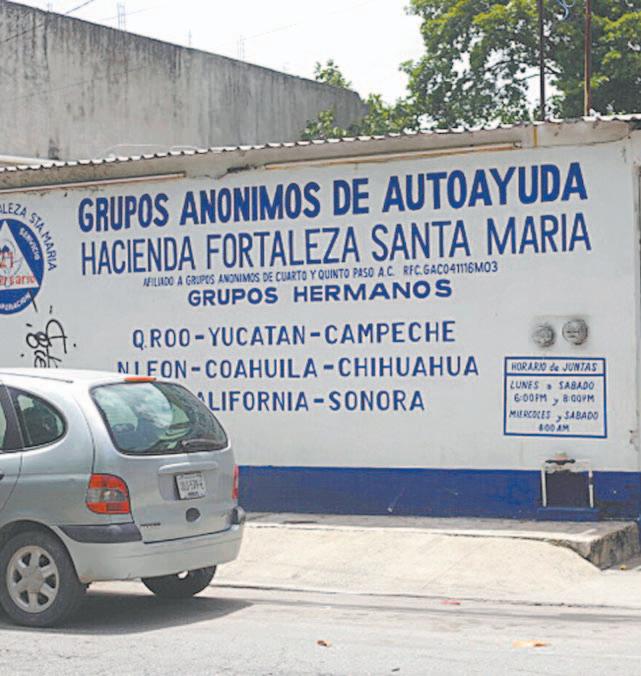 GRUPOS ANONIMOS DE AUTOAYUDA
HACIENDA FORTALEZA SANTA MARIA
AFILIADO A GRUPOS ANONIMOS DE CUARTO Y QUINTO PASO A.C. RFC.GAC041116M03
GRUPOS HERMANOS
Q.ROO-YUCATAN-CAMPECHE
N.LEON-COAHUILA-CHIHUAHUA
ALIFORNIA-SONORA
HORARIO de JUNTAS
LUNES a SABADO
6:00PM y 8:00PM
MIERCOLES y SABADO
8:00 AM
STA. MARIA
SERVICIO